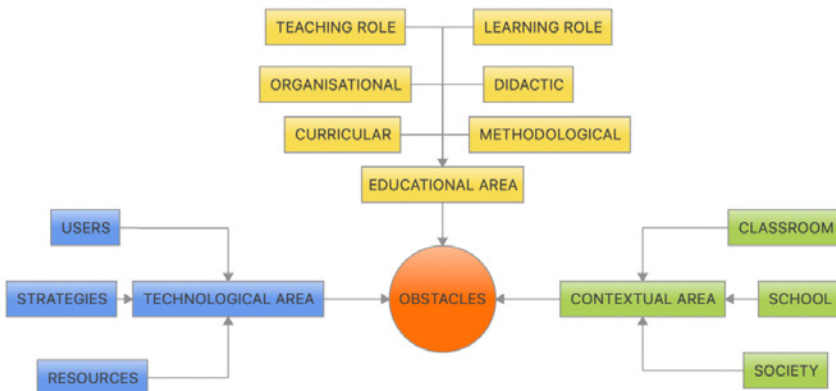 TEACHING ROLE
LEARNING ROLE
ORGANISATIONAL
DIDACTIC
CURRICULAR
METHODOLOGICAL
EDUCATIONAL AREA
USERS
CLASSROOM
STRATEGIES
TECHNOLOGICAL AREA
OBSTACLES
CONTEXTUAL AREA
SCHOOL
RESOURCES
SOCIETY